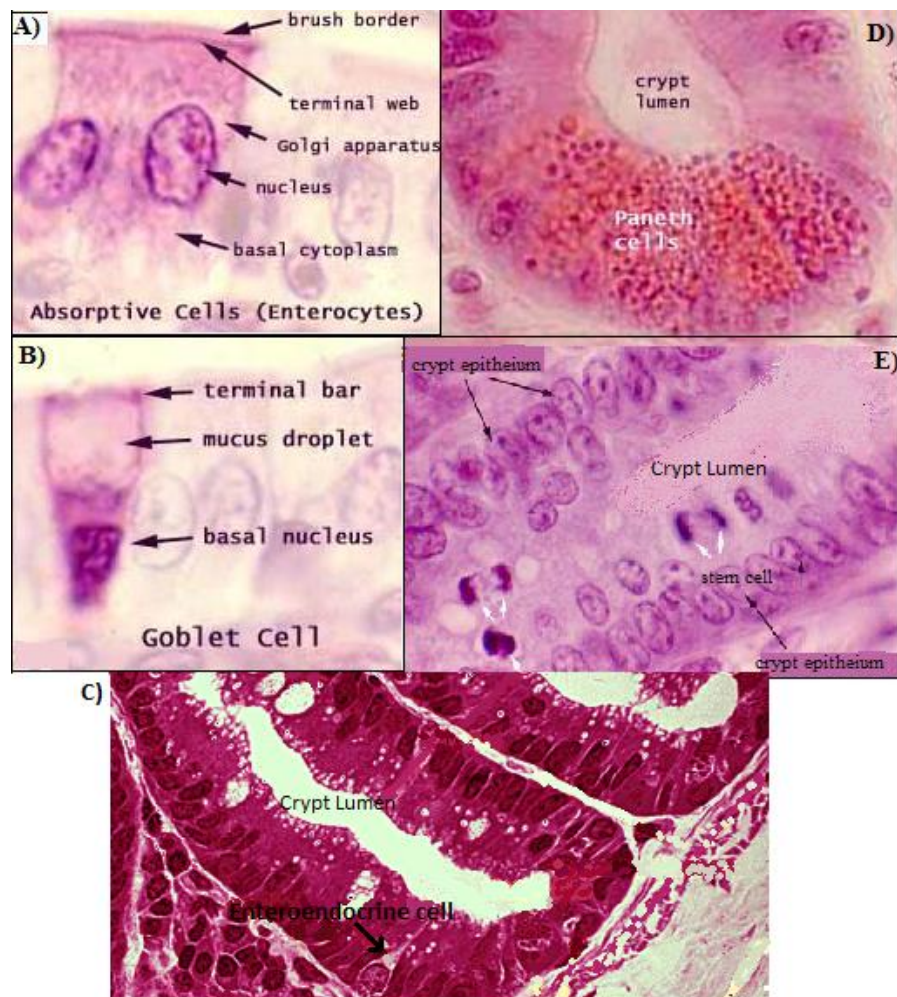 A)
brush border
terminal web
Golgi apparatus
nucleus
basal cytoplasm
Absorptive Cells (Enterocytes)
D)
crypt
lumen
Paneth
cells
B)
terminal bar
mucus droplet
basal nucleus
Goblet Cell
E)
crypt epitheium
Crypt Lumen
stem cell
crypt epitheium
C)
Crypt Lumen
Enteroendocrine cell